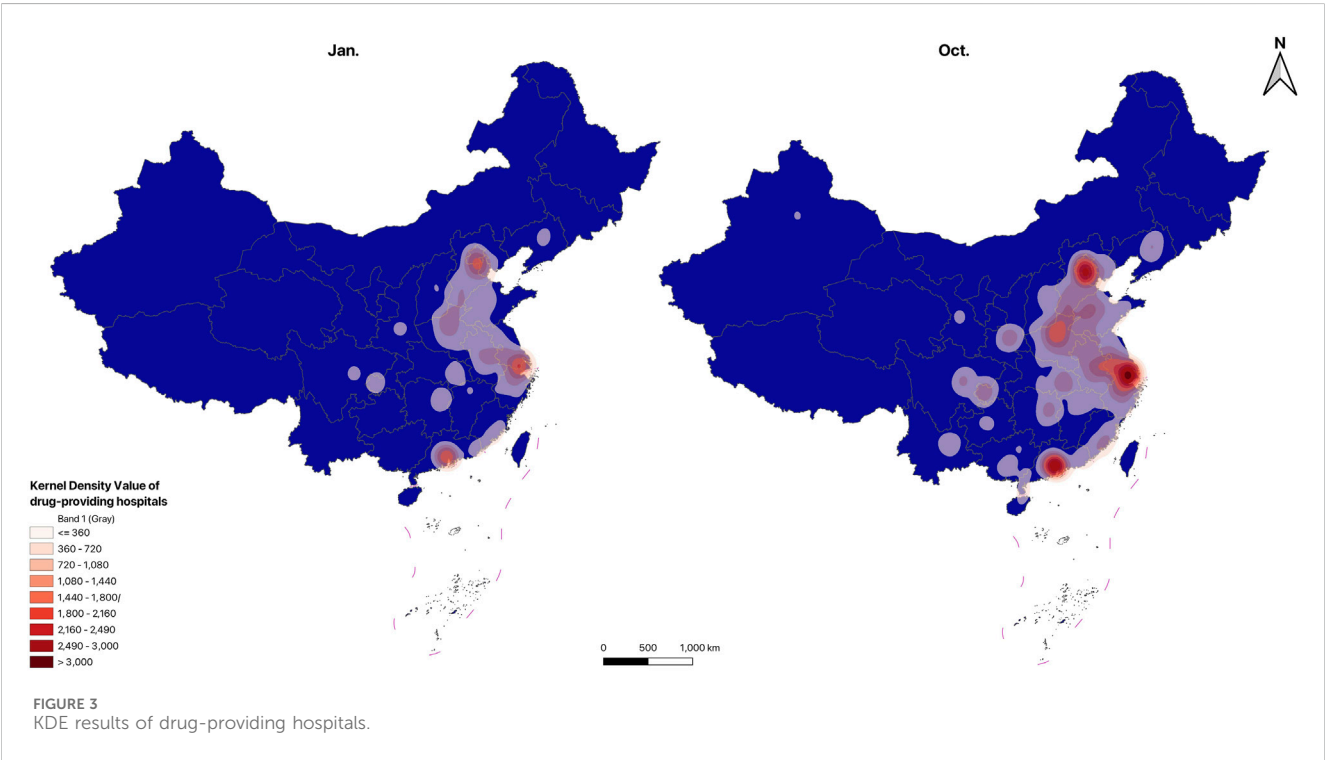 Jan.
Oct.
N
Kernel Density Value of
drug-providing hospitals
Band 1 (Gray)
<= 360
360 - 720
720 - 1,080
1,080 - 1,440
1,440 - 1,800/
1,800 - 2,160
2,160 - 2,490
2,490 - 3,000
> 3,000
0 500 1,000 km
FIGURE 3
KDE results of drug-providing hospitals.